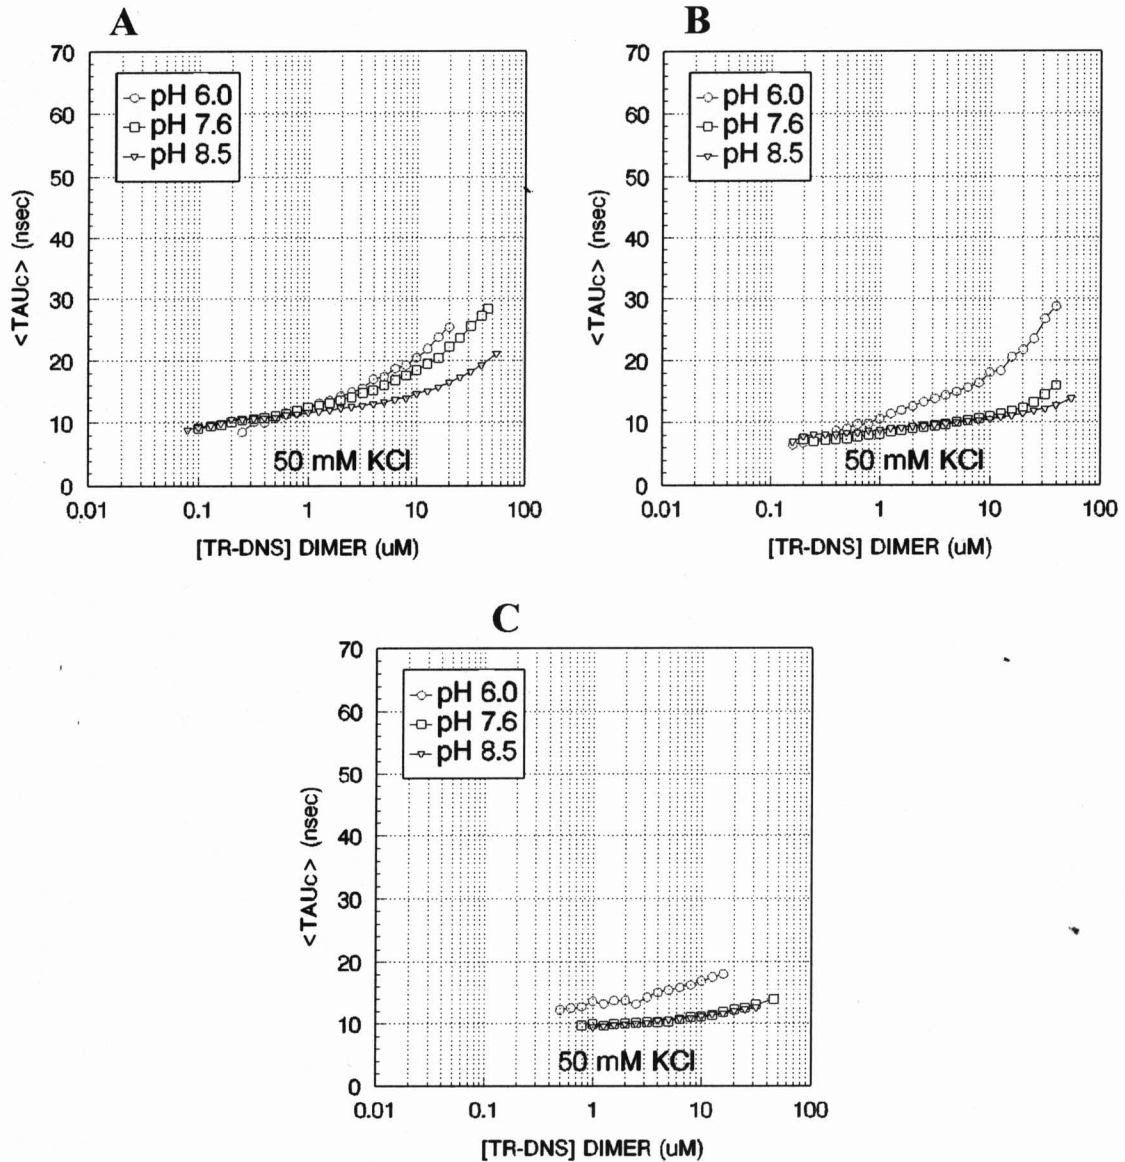 A
70
60
50
40
30
20
10
0
<TAUc> (nsec)
pH 6.0
pH 7.6
pH 8.5
50 mM KCl
0.01 0.1 1 10 100
[TR-DNS] DIMER (uM)
B
70
60
50
40
30
20
10
0
<TAUc> (nsec)
pH 6.0
pH 7.6
pH 8.5
50 mM KCl
0.01 0.1 1 10 100
[TR-DNS] DIMER (uM)
C
70
60
50
40
30
20
10
0
<TAUc> (nsec)
pH 6.0
pH 7.6
pH 8.5
50 mM KCl
0.01 0.1 1 10 100
[TR-DNS] DIMER (uM)